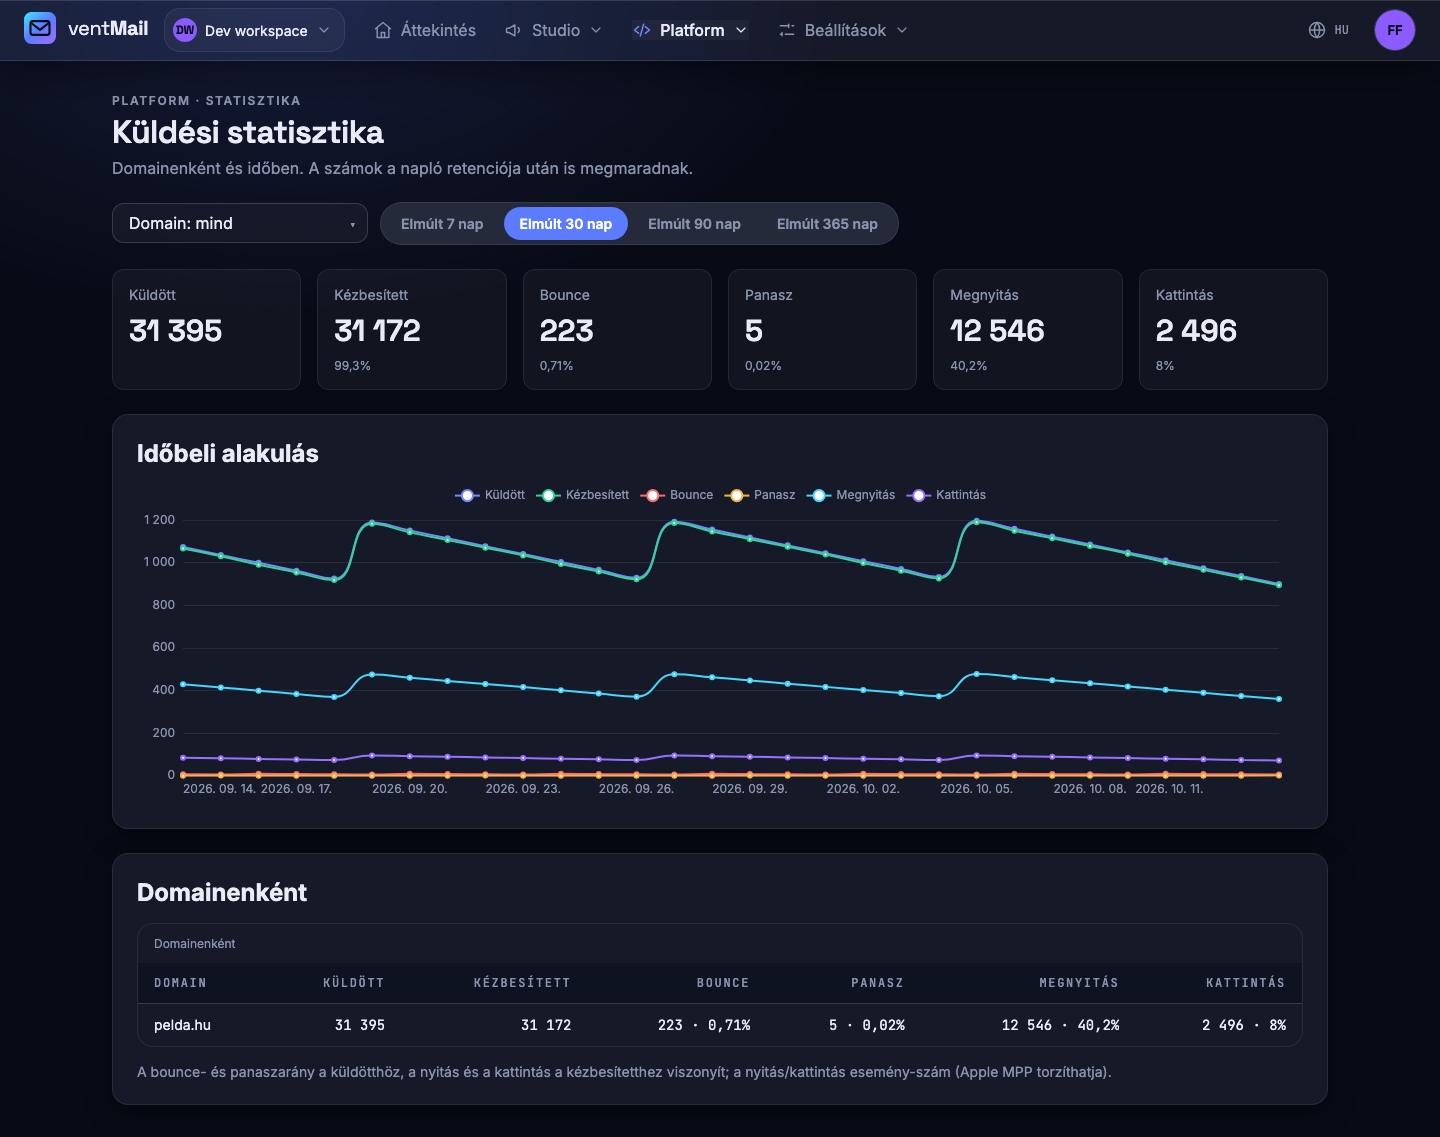 ventMail
DW Dev workspace
Áttekintés
Studio
Platform
Beállítások
HU
FF
PLATFORM · STATISZTIKA
Küldési statisztika
Domainenként és időben. A számok a napló retenciója után is megmaradnak.
Domain: mind
Elmúlt 7 nap
Elmúlt 30 nap
Elmúlt 90 nap
Elmúlt 365 nap
Küldött
31 395
Kézbesített
31 172
99,3%
Bounce
223
0,71%
Panasz
5
0,02%
Megnyitás
12 546
40,2%
Kattintás
2 496
8%
Időbeli alakulás
Küldött Kézbesített Bounce Panasz Megnyitás Kattintás
1 200
1 000
800
600
400
200
0
2026. 09. 14. 2026. 09. 17. 2026. 09. 20. 2026. 09. 23. 2026. 09. 26. 2026. 09. 29. 2026. 10. 02. 2026. 10. 05. 2026. 10. 08. 2026. 10. 11.
Domainenként
Domainenként
DOMAIN KÜLDÖTT KÉZBESÍTETT BOUNCE PANASZ MEGNYITÁS KATTINTÁS
pelda.hu 31 395 31 172 223 · 0,71% 5 · 0,02% 12 546 · 40,2% 2 496 · 8%
A bounce- és panaszarány a küldötthöz, a nyitás és a kattintás a kézbesítetthez viszonyít; a nyitás/kattintás esemény-szám (Apple MPP torzíthatja).